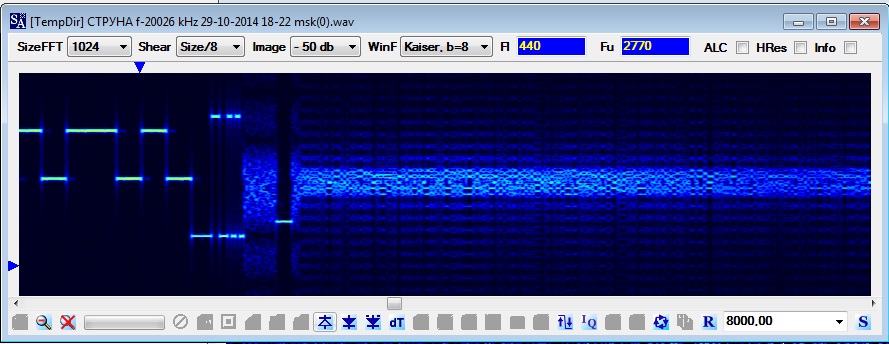 SA [TempDir] СТРУНА f-20026 kHz 29-10-2014 18-22 msk(0).wav
SizeFFT 1024 Shear Size/8 Image - 50 db WinF Kaiser, b=8 Fl 440 Fu 2770 ALC HRes Info
dT IQ R 8000,00 S